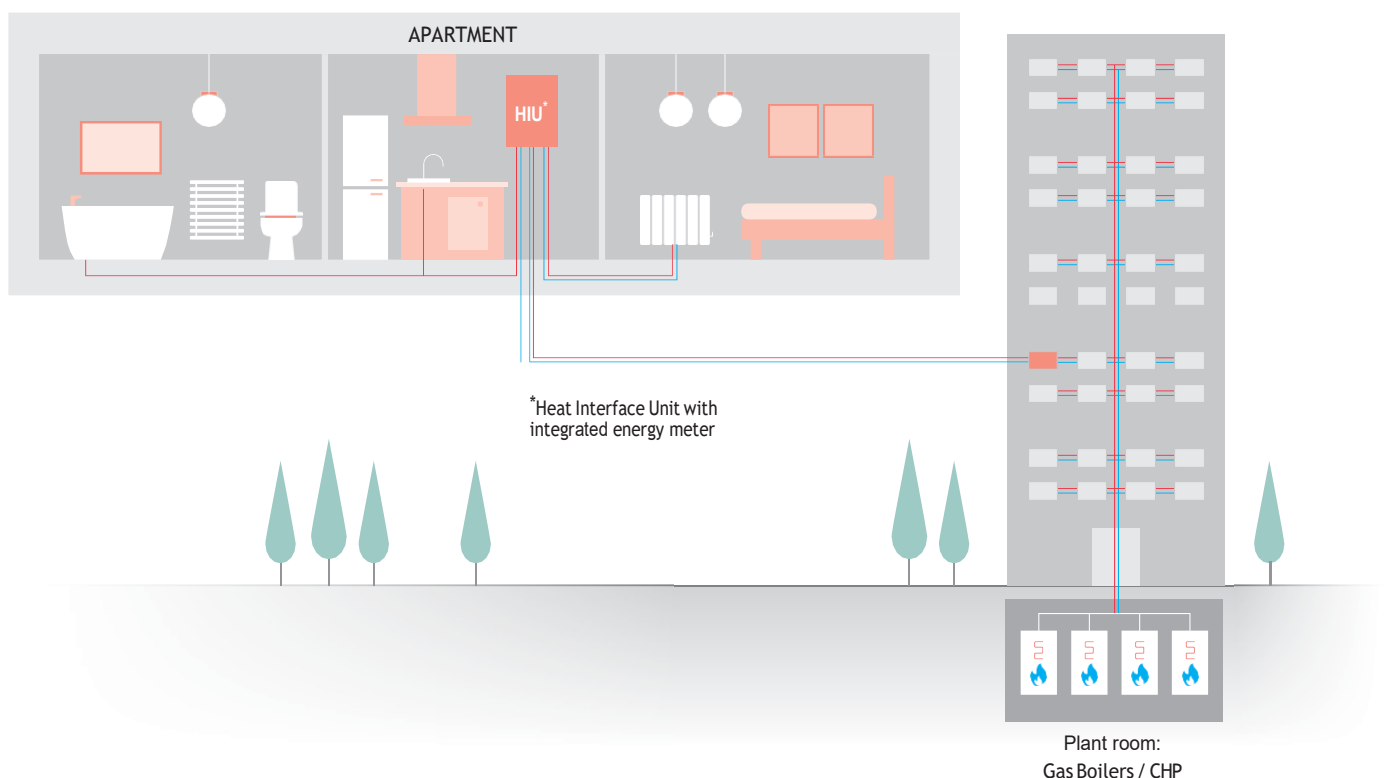 APARTMENT
HIU*
*Heat Interface Unit with
integrated energy meter
Plant room:
Gas Boilers / CHP